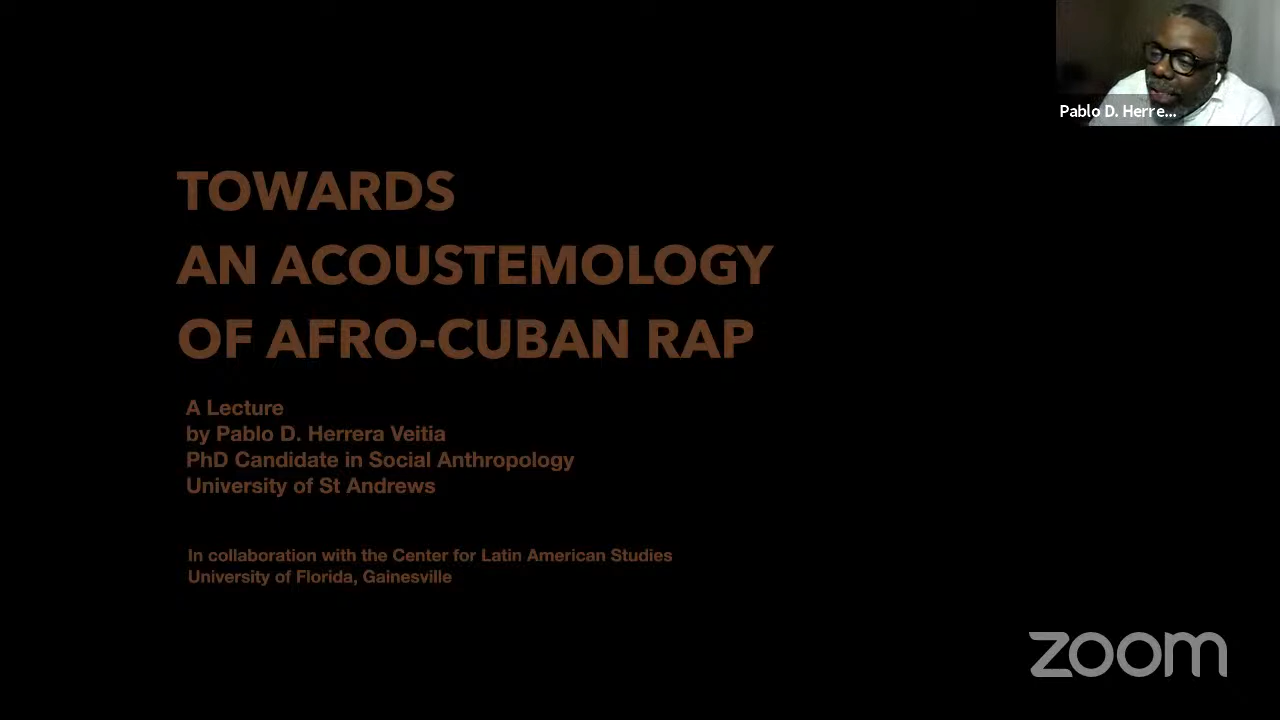 Pablo D. Herre...
TOWARDS
AN ACOUSTEMOLOGY
OF AFRO-CUBAN RAP
A Lecture
by Pablo D. Herrera Veitia
PhD Candidate in Social Anthropology
University of St Andrews
In collaboration with the Center for Latin American Studies
University of Florida, Gainesville
zoom